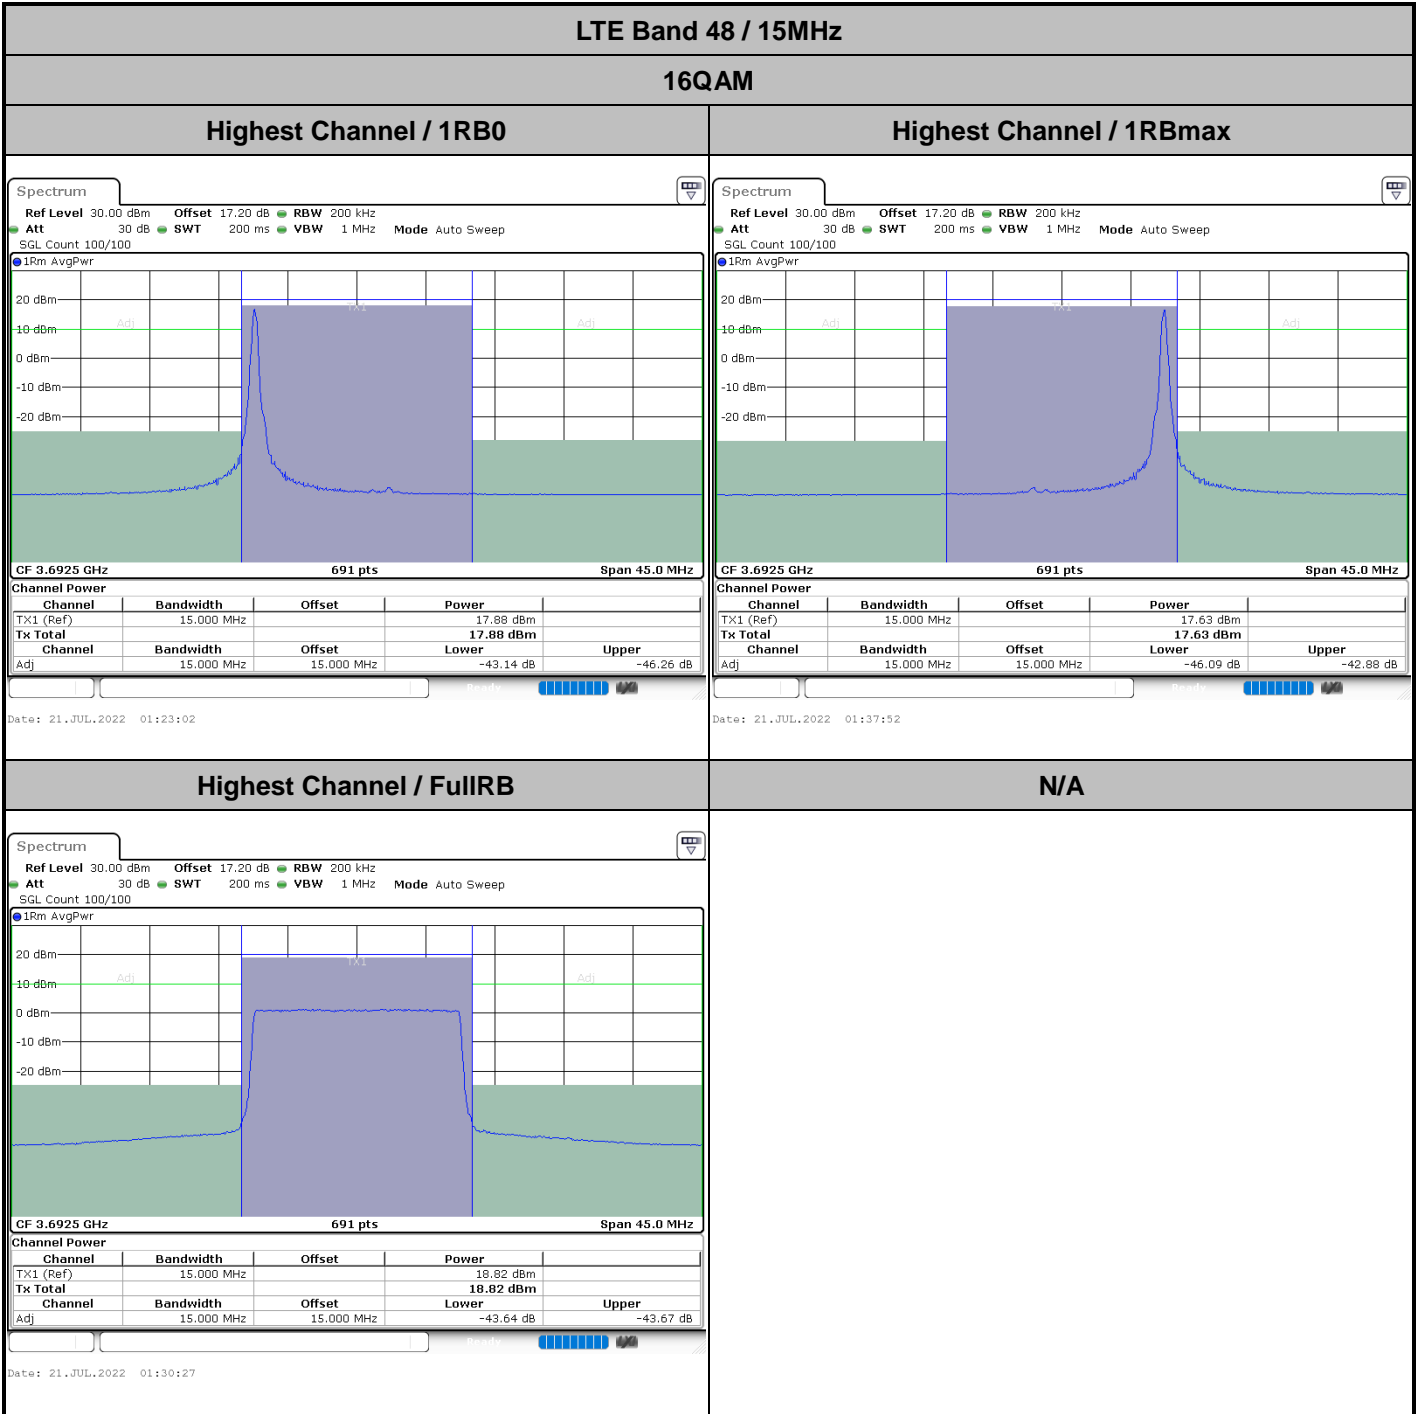 LTE Band 48 / 15MHz
16QAM
Highest Channel / 1RB0
Highest Channel / 1RBmax
Spectrum
Ref Level 30.00 dBm Offset 17.20 dB RBW 200 kHz
Att 30 dB SWT 200 ms VBW 1 MHz Mode Auto Sweep
SGL Count 100/100
1Rm AvgPwr
TX1
20 dBm
Adj
Adj
10 dBm
0 dBm
-10 dBm
-20 dBm
CF 3.6925 GHz 691 pts Span 45.0 MHz
Channel Power
Channel Bandwidth Offset Power
TX1 (Ref) 15.000 MHz 17.88 dBm
Tx Total 17.88 dBm
Channel Bandwidth Offset Lower Upper
Adj 15.000 MHz 15.000 MHz -43.14 dB -46.26 dB
Ready
Date: 21.JUL.2022 01:23:02
Spectrum
Ref Level 30.00 dBm Offset 17.20 dB RBW 200 kHz
Att 30 dB SWT 200 ms VBW 1 MHz Mode Auto Sweep
SGL Count 100/100
1Rm AvgPwr
TX1
20 dBm
Adj
Adj
10 dBm
0 dBm
-10 dBm
-20 dBm
CF 3.6925 GHz 691 pts Span 45.0 MHz
Channel Power
Channel Bandwidth Offset Power
TX1 (Ref) 15.000 MHz 17.63 dBm
Tx Total 17.63 dBm
Channel Bandwidth Offset Lower Upper
Adj 15.000 MHz 15.000 MHz -46.09 dB -42.88 dB
Ready
Date: 21.JUL.2022 01:37:52
Highest Channel / FullRB
N/A
Spectrum
Ref Level 30.00 dBm Offset 17.20 dB RBW 200 kHz
Att 30 dB SWT 200 ms VBW 1 MHz Mode Auto Sweep
SGL Count 100/100
1Rm AvgPwr
20 dBm
TX1
Adj
Adj
10 dBm
0 dBm
-10 dBm
-20 dBm
CF 3.6925 GHz 691 pts Span 45.0 MHz
Channel Power
Channel Bandwidth Offset Power
TX1 (Ref) 15.000 MHz 18.82 dBm
Tx Total 18.82 dBm
Channel Bandwidth Offset Lower Upper
Adj 15.000 MHz 15.000 MHz -43.64 dB -43.67 dB
Ready
Date: 21.JUL.2022 01:30:27